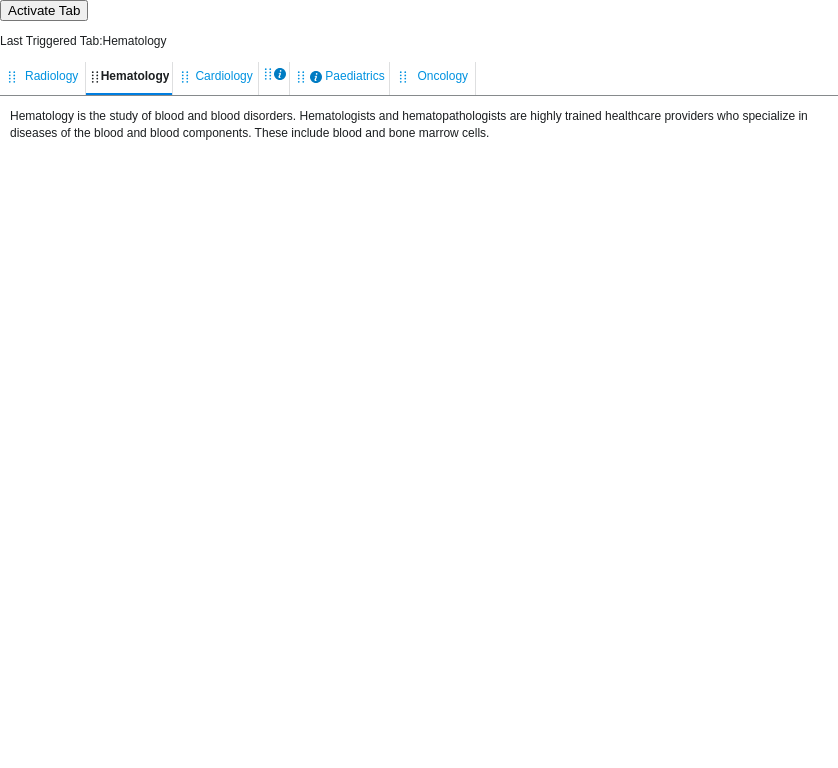 Activate Tab
Last Triggered Tab:Hematology
Radiology Hematology Cardiology Paediatrics Oncology
Hematology is the study of blood and blood disorders. Hematologists and hematopathologists are highly trained healthcare providers who specialize in
diseases of the blood and blood components. These include blood and bone marrow cells.